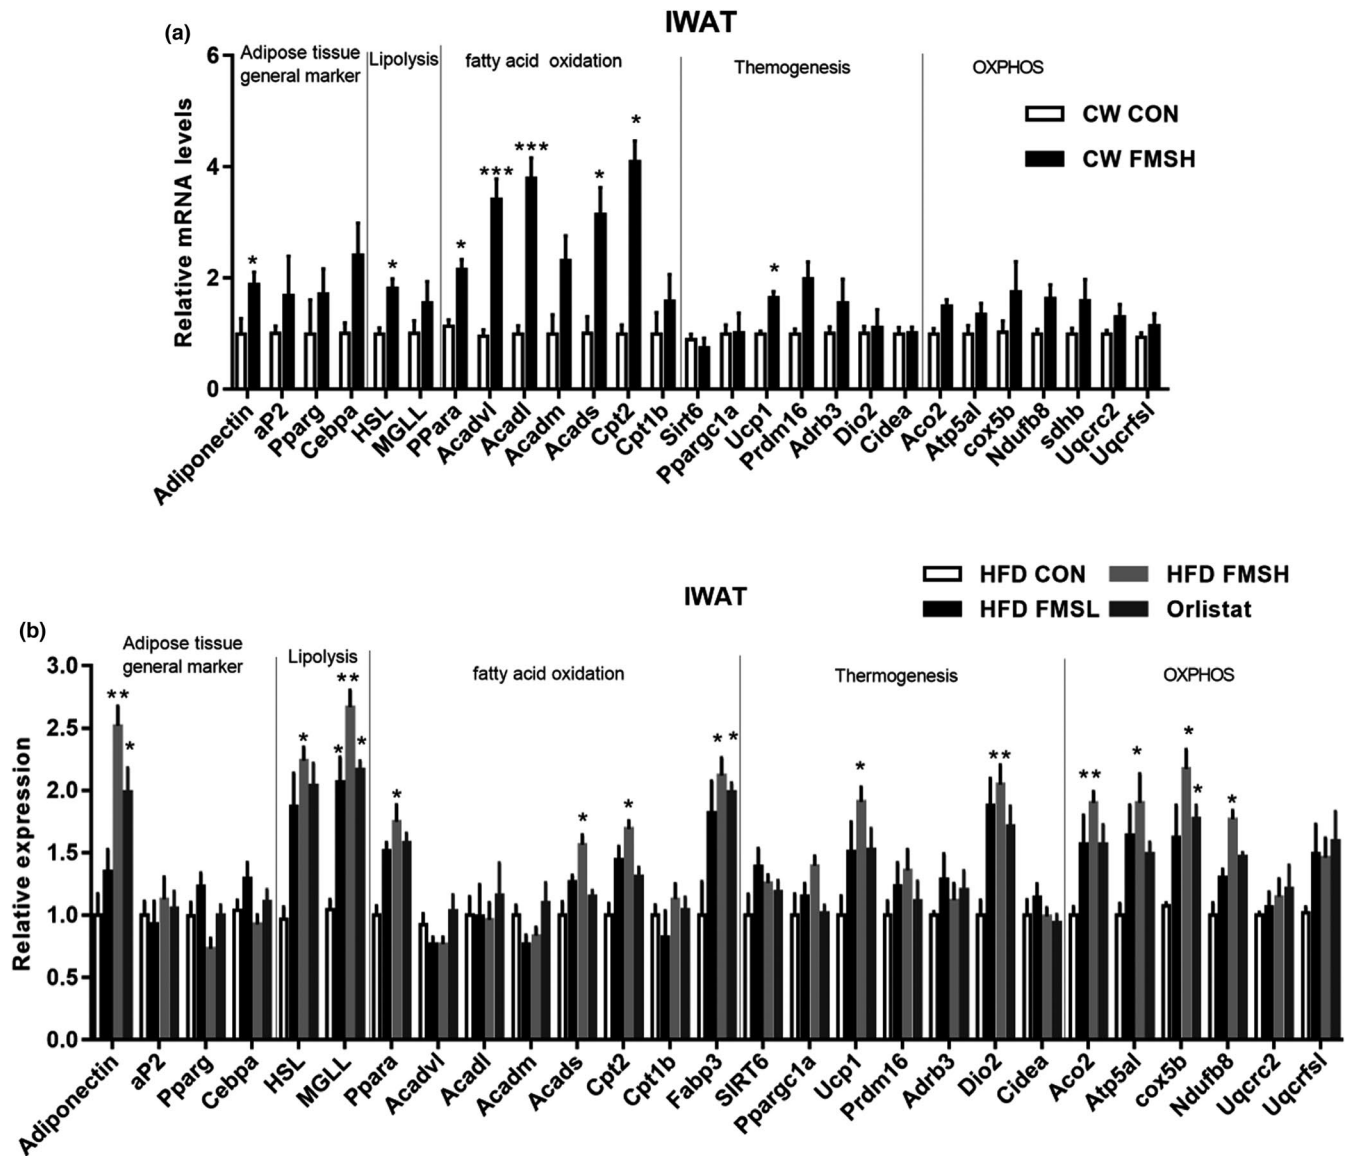 IWAT
(a)
Adipose tissue
general marker
Lipolysis
fatty acid oxidation
Themogenesis
OXPHOS
CW CON
CW FMSH
Relative mRNA levels
6
4
2
0
* * *** *** * * * *
Adiponectin aP2 Pparg Cebpa HSL MGLL PPara Acadvl Acadl Acadm Acads Cpt2 Cpt1b Sirt6 Ppargc1a Ucp1 Prdm16 Adrb3 Dio2 Cidea Aco2 Atp5al cox5b Ndufb8 sdhb Uqcrc2 Uqcrfsl
HFD CON HFD FMSH
HFD FMSL Orlistat
IWAT
(b)
Adipose tissue
general marker
Lipolysis
fatty acid oxidation
Thermogenesis
OXPHOS
Relative expression
3.0
2.5
2.0
1.5
1.0
0.5
0.0
** * * * ** * * * * * * * ** ** * * * *
Adiponectin aP2 Pparg Cebpa HSL MGLL Ppara Acadvl Acadl Acadm Acads Cpt2 Cpt1b Fabp3 SIRT6 Ppargc1a Ucp1 Prdm16 Adrb3 Dio2 Cidea Aco2 Atp5al cox5b Ndufb8 Uqcrc2 Uqcrfsl